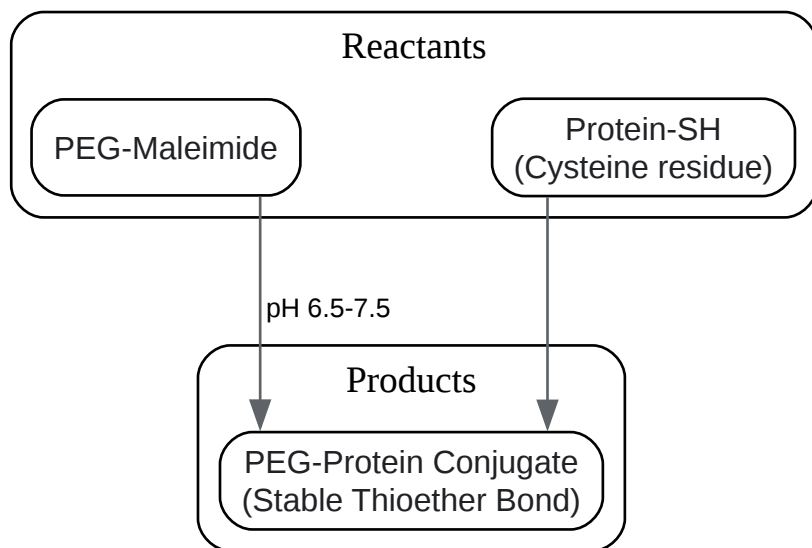 Reactants
PEG-Maleimide
Protein-SH
(Cysteine residue)
pH 6.5-7.5
Products
PEG-Protein Conjugate
(Stable Thioether Bond)